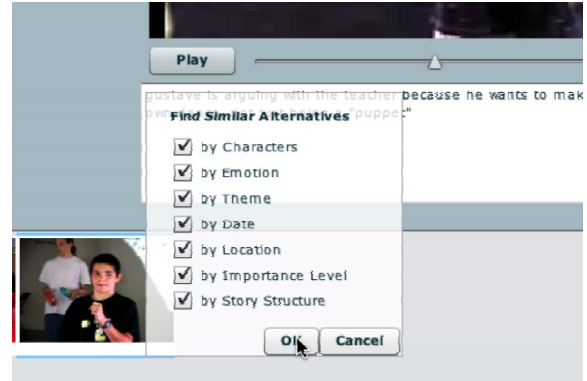 Play
gustave is arguing with the teacher because he wants to mak
Find Similar Alternatives
by Characters
by Emotion
by Theme
by Date
by Location
by Importance Level
by Story Structure
OK
Cancel